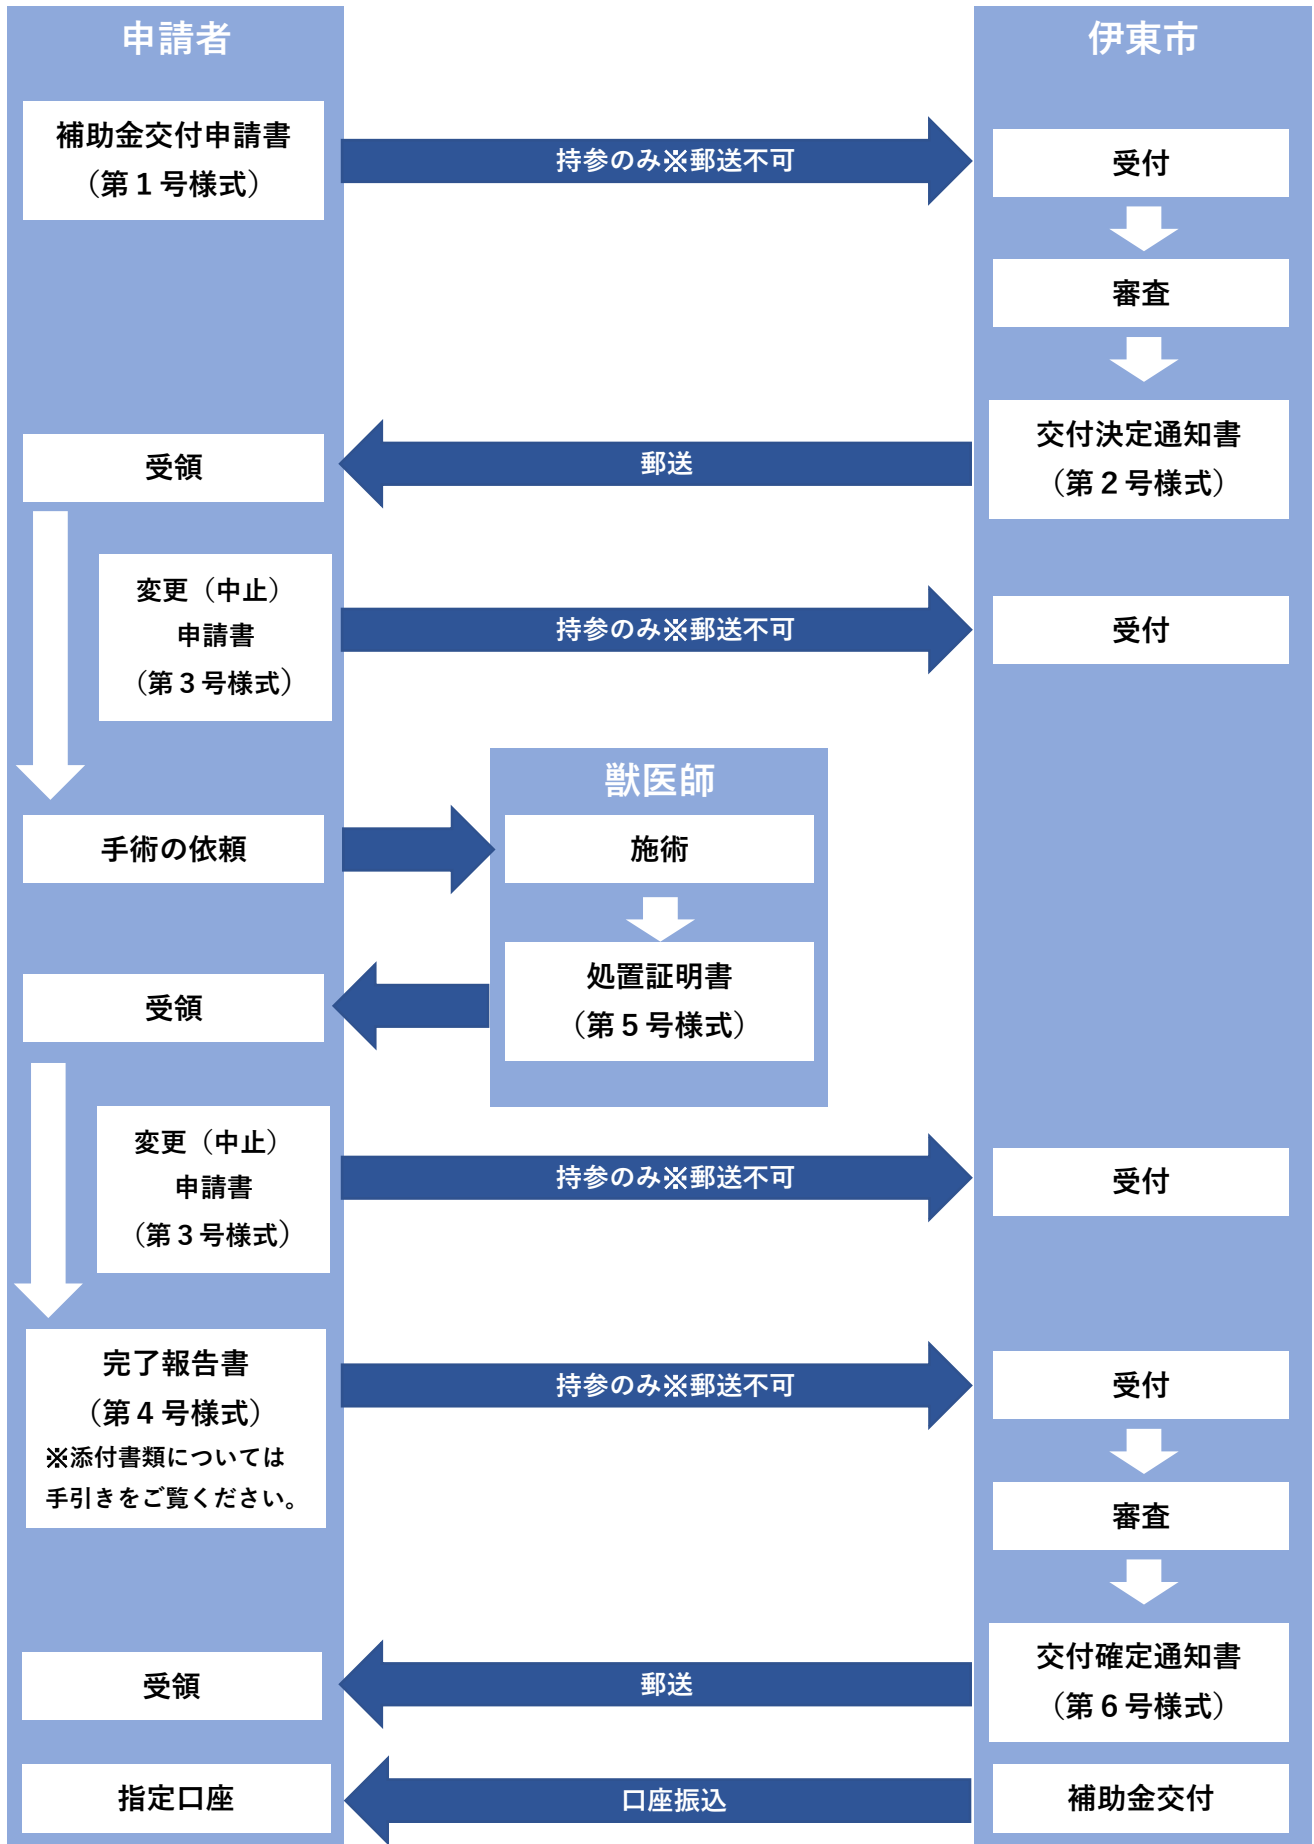 申請者
伊東市
補助金交付申請書
（第１号様式）
持参のみ※郵送不可
受付
審査
交付決定通知書
（第２号様式）
郵送
受領
変更（中止）
申請書
（第３号様式）
持参のみ※郵送不可
受付
獣医師
手術の依頼
施術
処置証明書
（第５号様式）
受領
変更（中止）
申請書
（第３号様式）
持参のみ※郵送不可
受付
完了報告書
（第４号様式）
※添付書類については
手引きをご覧ください。
持参のみ※郵送不可
受付
審査
交付確定通知書
（第６号様式）
郵送
受領
補助金交付
口座振込
指定口座